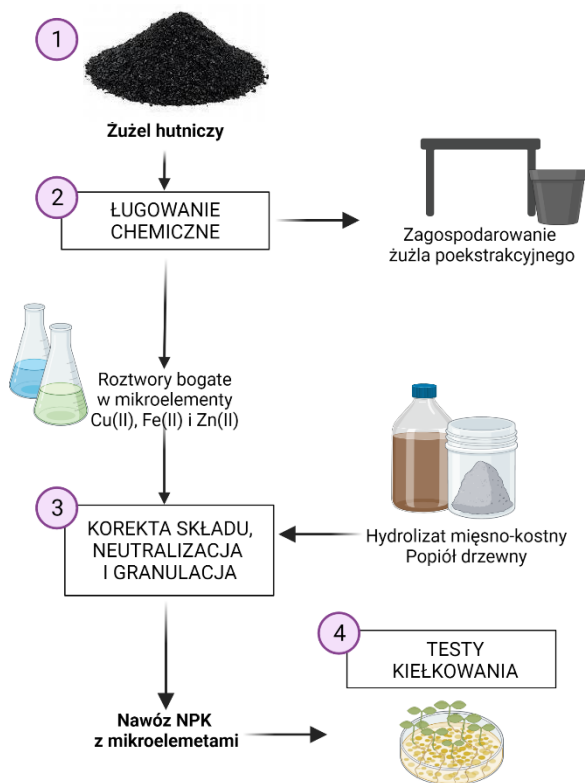 1
Żużel hutniczy
2
ŁUGOWANIE
CHEMICZNE
Zagospodarowanie
żużla poekstrakcyjnego
Roztwory bogate
w mikroelementy
Cu(II), Fe(II) i Zn(II)
3
KOREKTA SKŁADU,
NEUTRALIZACJA
I GRANULACJA
Hydrolizat mięsno-kostny
Popiół drzewny
4
TESTY
KIEŁKOWANIA
Nawóz NPK
z mikroelemetami